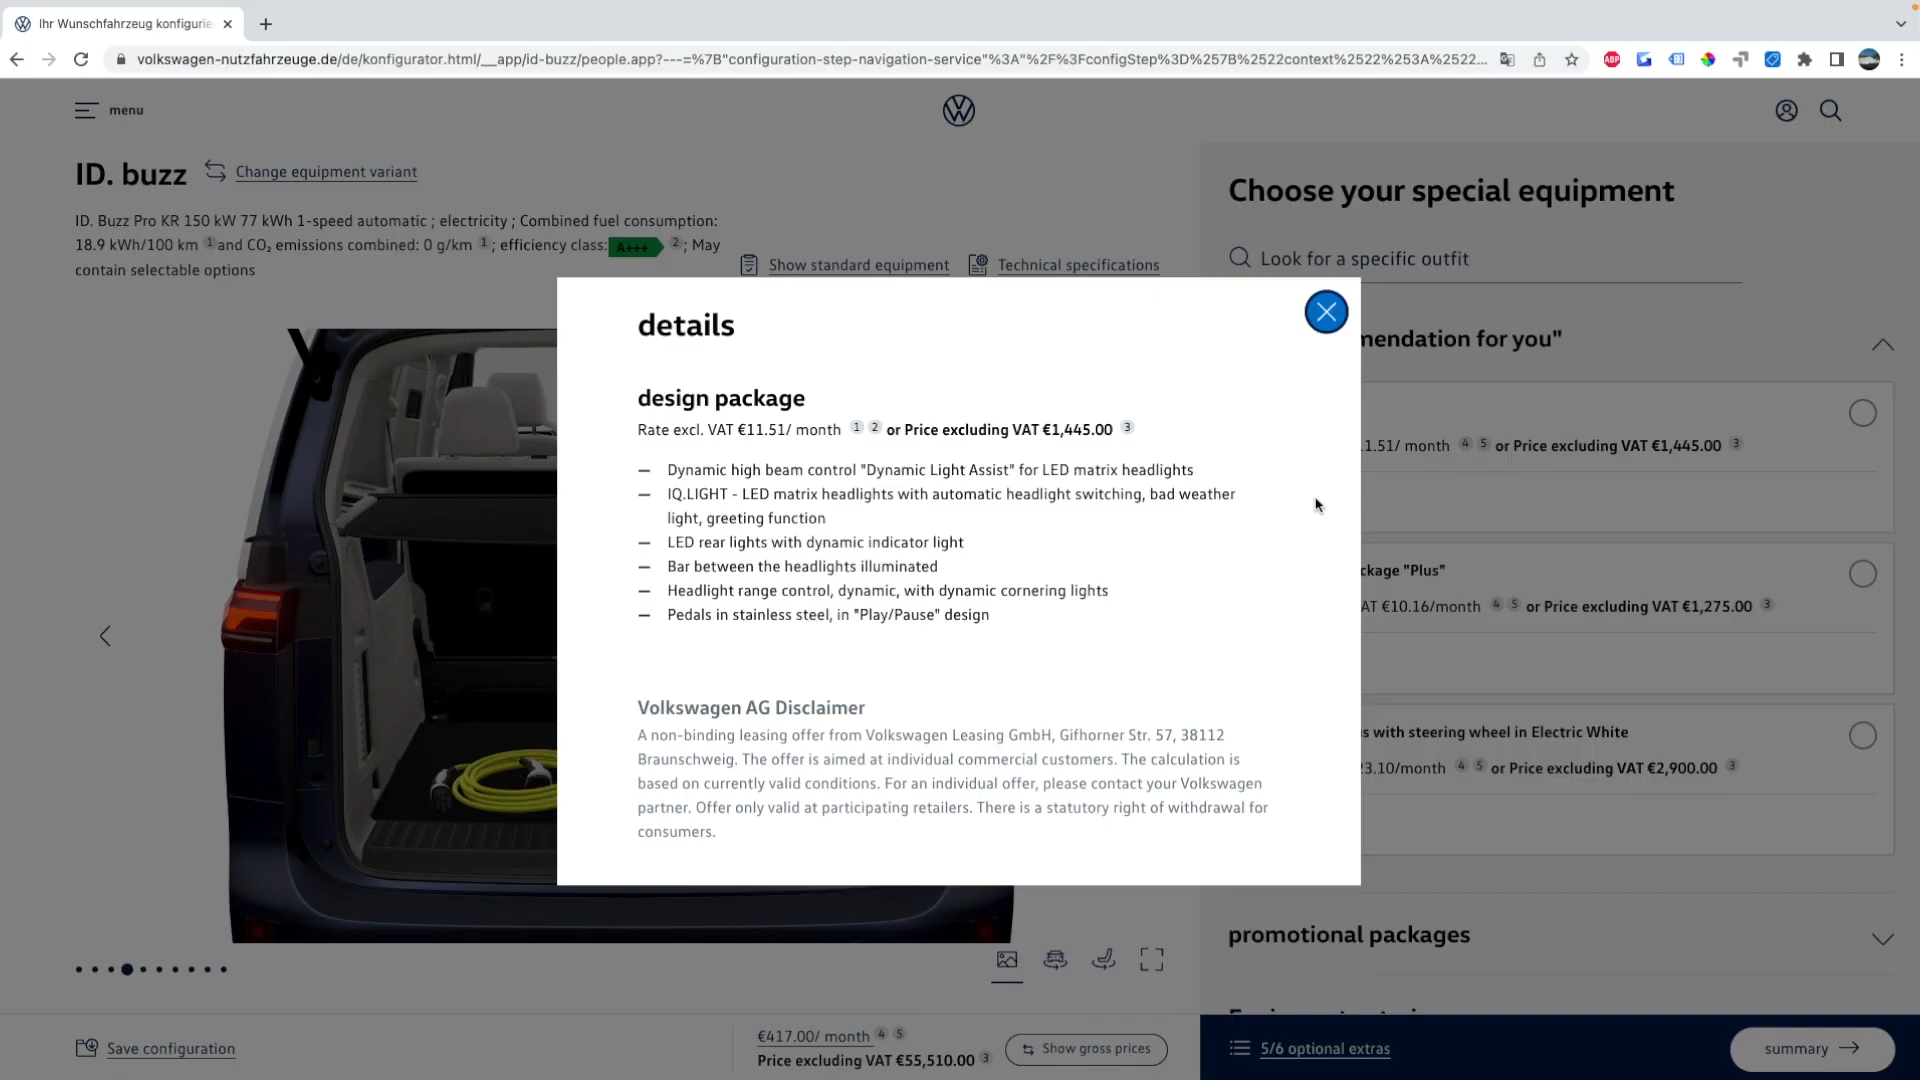 Ihr Wunschfahrzeug konfigurie
volkswagen-nutzfahrzeuge.de/de/konfigurator.html/__app/id-buzz/people.app?---=%7B"configuration-step-navigation-service"%3A"%2F%3FconfigStep%3D%257B%2522context%2522%253A%2522...
ABP
menu
ID. buzz
Change equipment variant
ID. Buzz Pro KR 150 kW 77 kWh 1-speed automatic ; electricity ; Combined fuel consumption:
18.9 kWh/100 km 1 and CO₂ emissions combined: 0 g/km 1 ; efficiency class: A+++ 2 ; May
contain selectable options
Show standard equipment
Technical specifications
details
design package
Rate excl. VAT €11.51/ month 1 2 or Price excluding VAT €1,445.00 3
— Dynamic high beam control "Dynamic Light Assist" for LED matrix headlights
— IQ.LIGHT - LED matrix headlights with automatic headlight switching, bad weather
light, greeting function
— LED rear lights with dynamic indicator light
— Bar between the headlights illuminated
— Headlight range control, dynamic, with dynamic cornering lights
— Pedals in stainless steel, in "Play/Pause" design
Volkswagen AG Disclaimer
A non-binding leasing offer from Volkswagen Leasing GmbH, Gifhorner Str. 57, 38112
Braunschweig. The offer is aimed at individual commercial customers. The calculation is
based on currently valid conditions. For an individual offer, please contact your Volkswagen
partner. Offer only valid at participating retailers. There is a statutory right of withdrawal for
consumers.
Choose your special equipment
Look for a specific outfit
mendation for you"
1.51/ month 4 5 or Price excluding VAT €1,445.00 3
ckage "Plus"
AT €10.16/month 4 5 or Price excluding VAT €1,275.00 3
s with steering wheel in Electric White
3.10/month 4 5 or Price excluding VAT €2,900.00 3
promotional packages
Save configuration
€417.00/ month 4 5
Price excluding VAT €55,510.00 3
Show gross prices
5/6 optional extras
summary